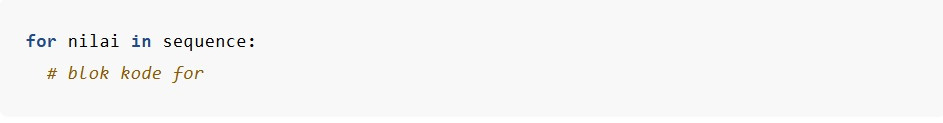 for nilai in sequence:
# blok kode for